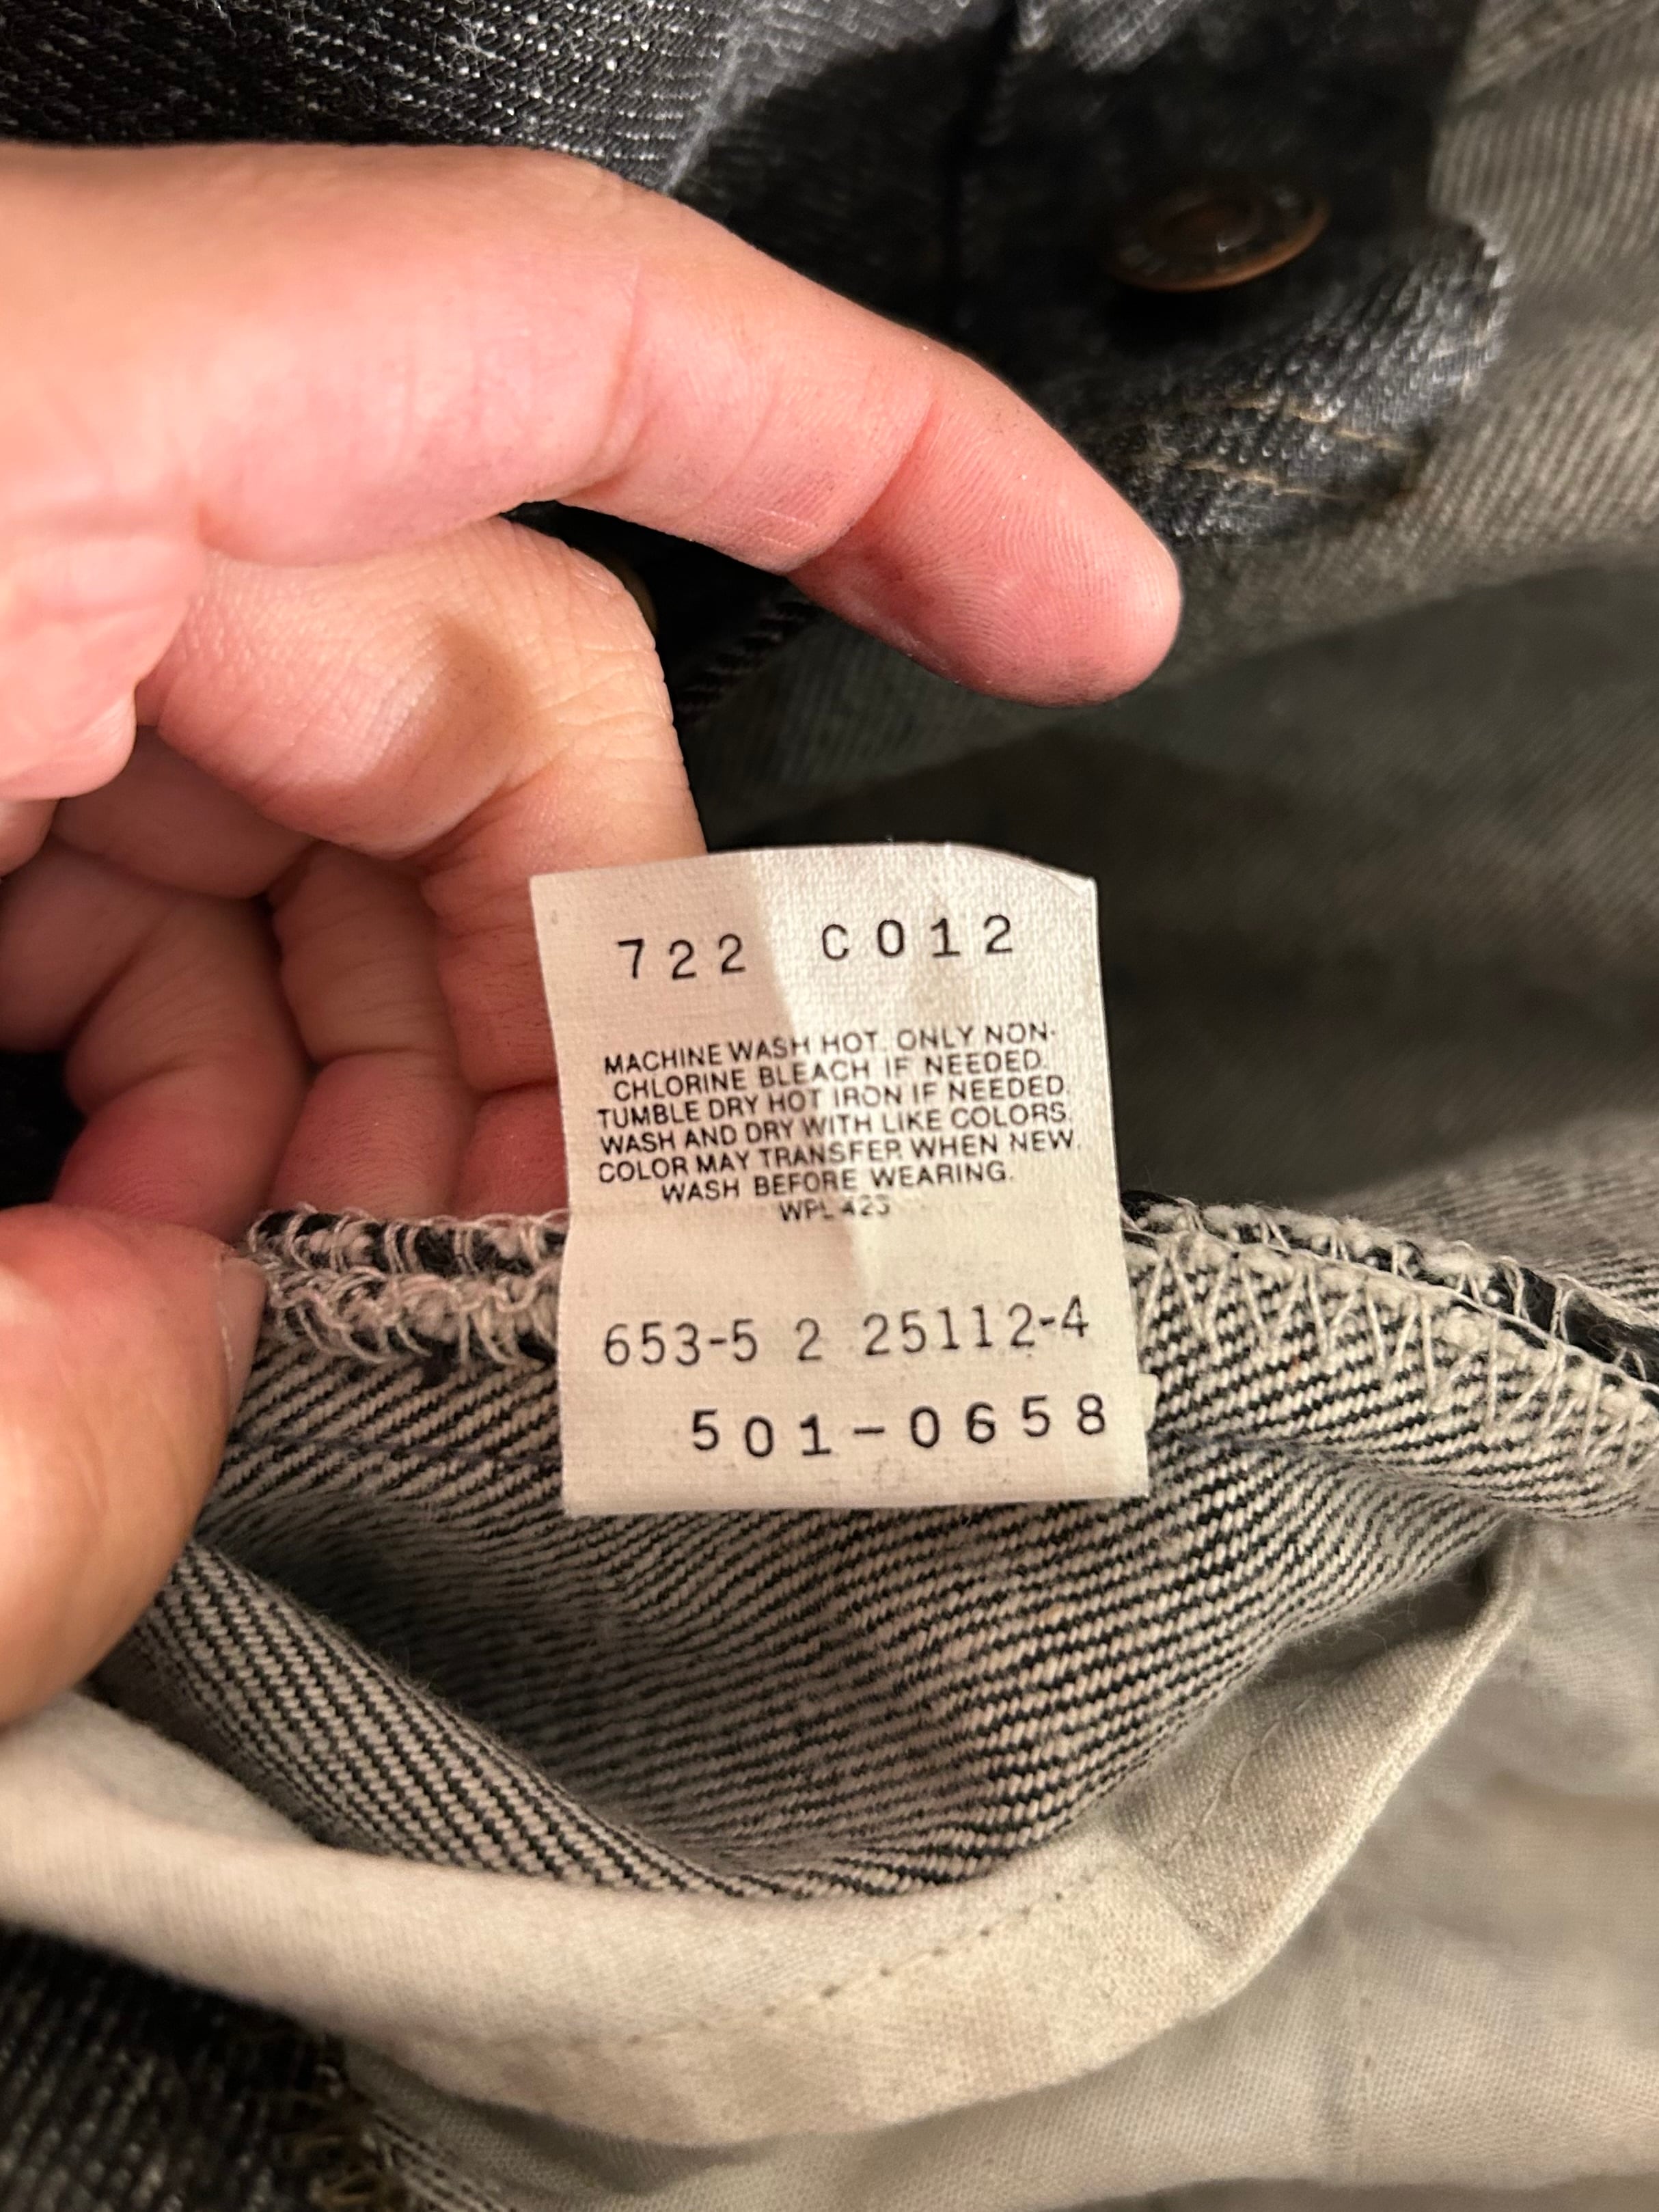 722 C012
MACHINE WASH HOT. ONLY NON-
CHLORINE BLEACH IF NEEDED.
TUMBLE DRY HOT IRON IF NEEDED.
WASH AND DRY WITH LIKE COLORS.
COLOR MAY TRANSFER WHEN NEW.
WASH BEFORE WEARING.
WPL 423
653-5 2 25112-4
501-0658